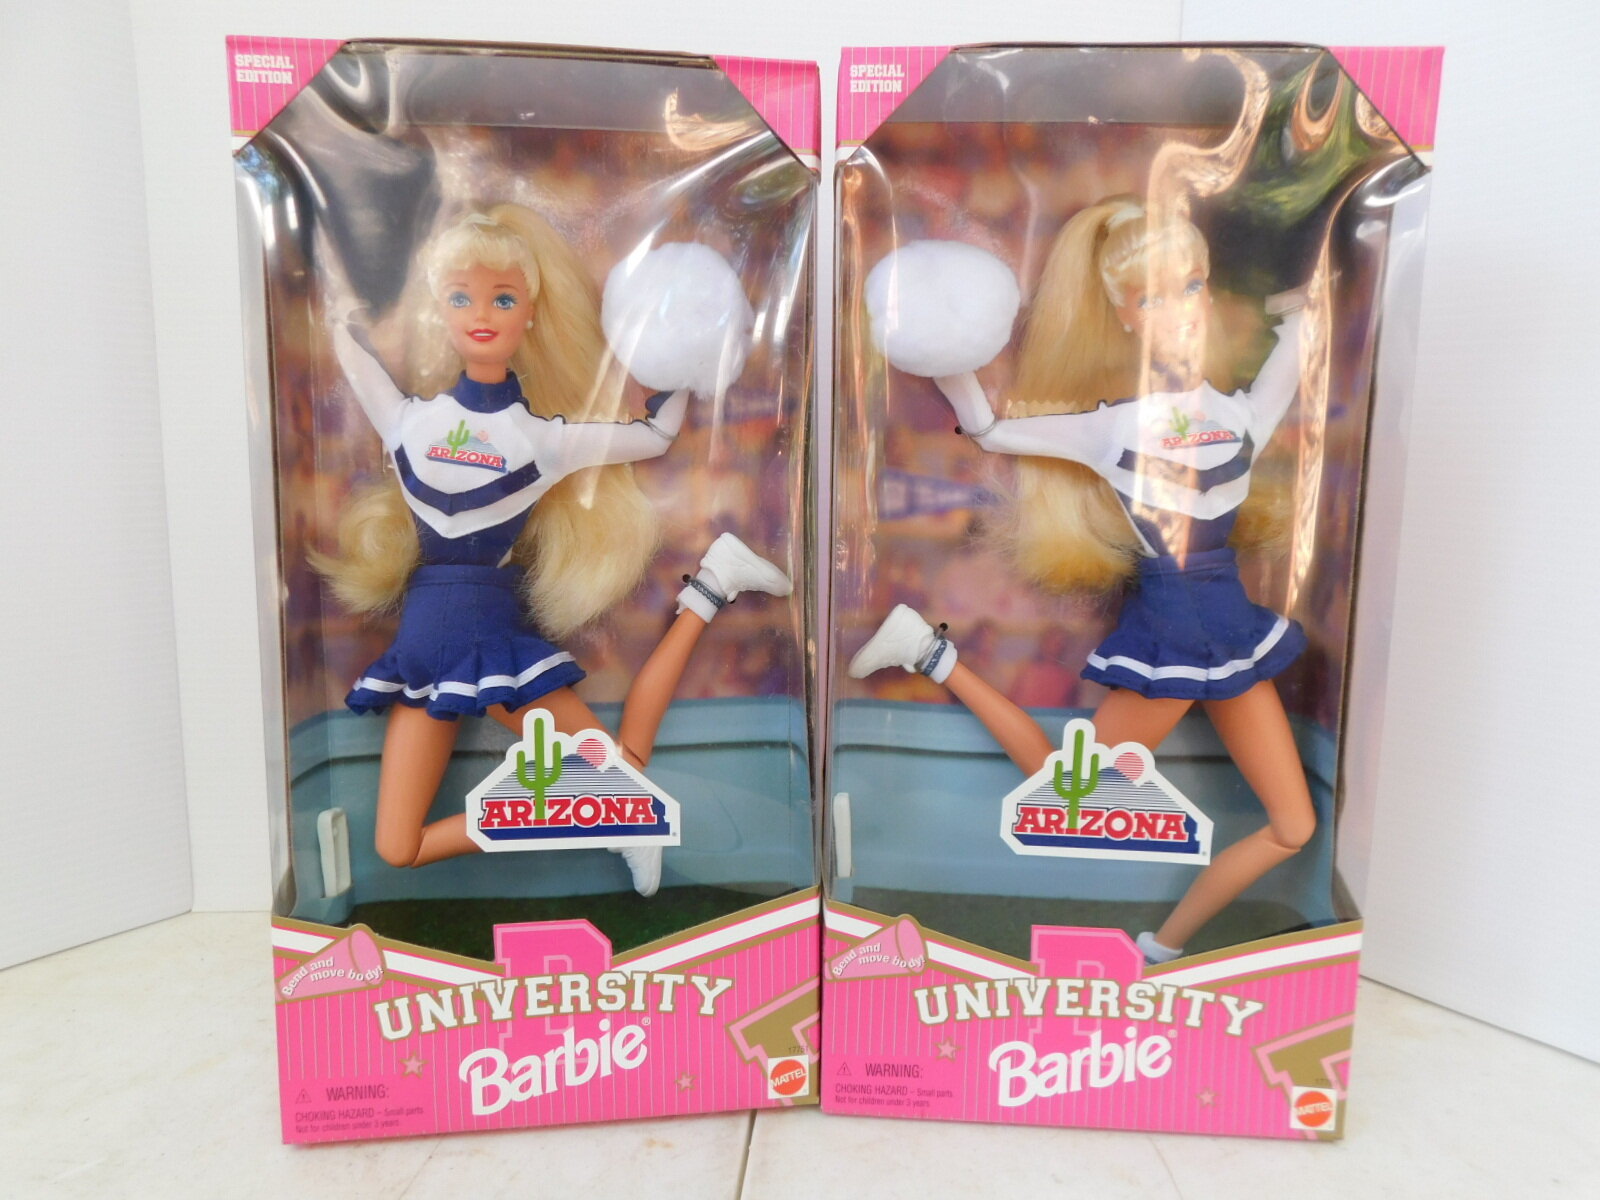 SPECIAL
EDITION
ARIZONA
ARIZONA
Bend and
move body!
B
UNIVERSITY
Barbie®
WARNING:
CHOKING HAZARD – Small parts
Not for children under 3 years
MATTEL
SPECIAL
EDITION
ARIZONA
ARIZONA
Bend and
move body!
B
UNIVERSITY
Barbie®
WARNING:
CHOKING HAZARD – Small parts
Not for children under 3 years
MATTEL